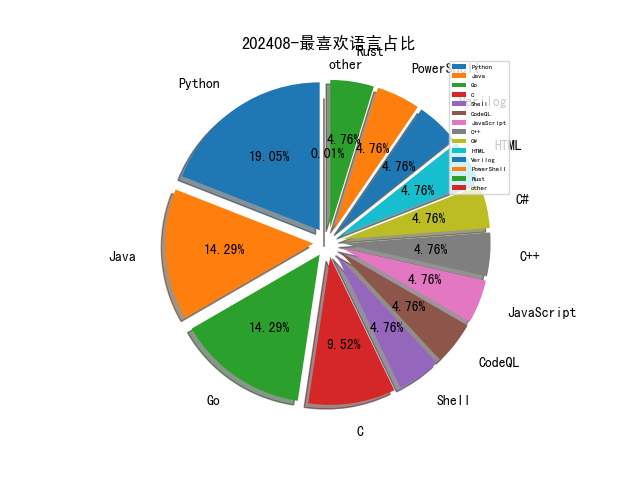 202408-最喜欢语言占比
Python
Java
Go
C
Shell
CodeQL
JavaScript
C++
C#
HTML
Verilog
PowerShell
Rust
other
19.05%
14.29%
14.29%
9.52%
4.76%
4.76%
4.76%
4.76%
4.76%
4.76%
4.76%
4.76%
4.76%
0.01%
Python
Java
Go
C
Shell
CodeQL
JavaScript
C++
C#
HTML
Verilog
PowerShell
Rust
other